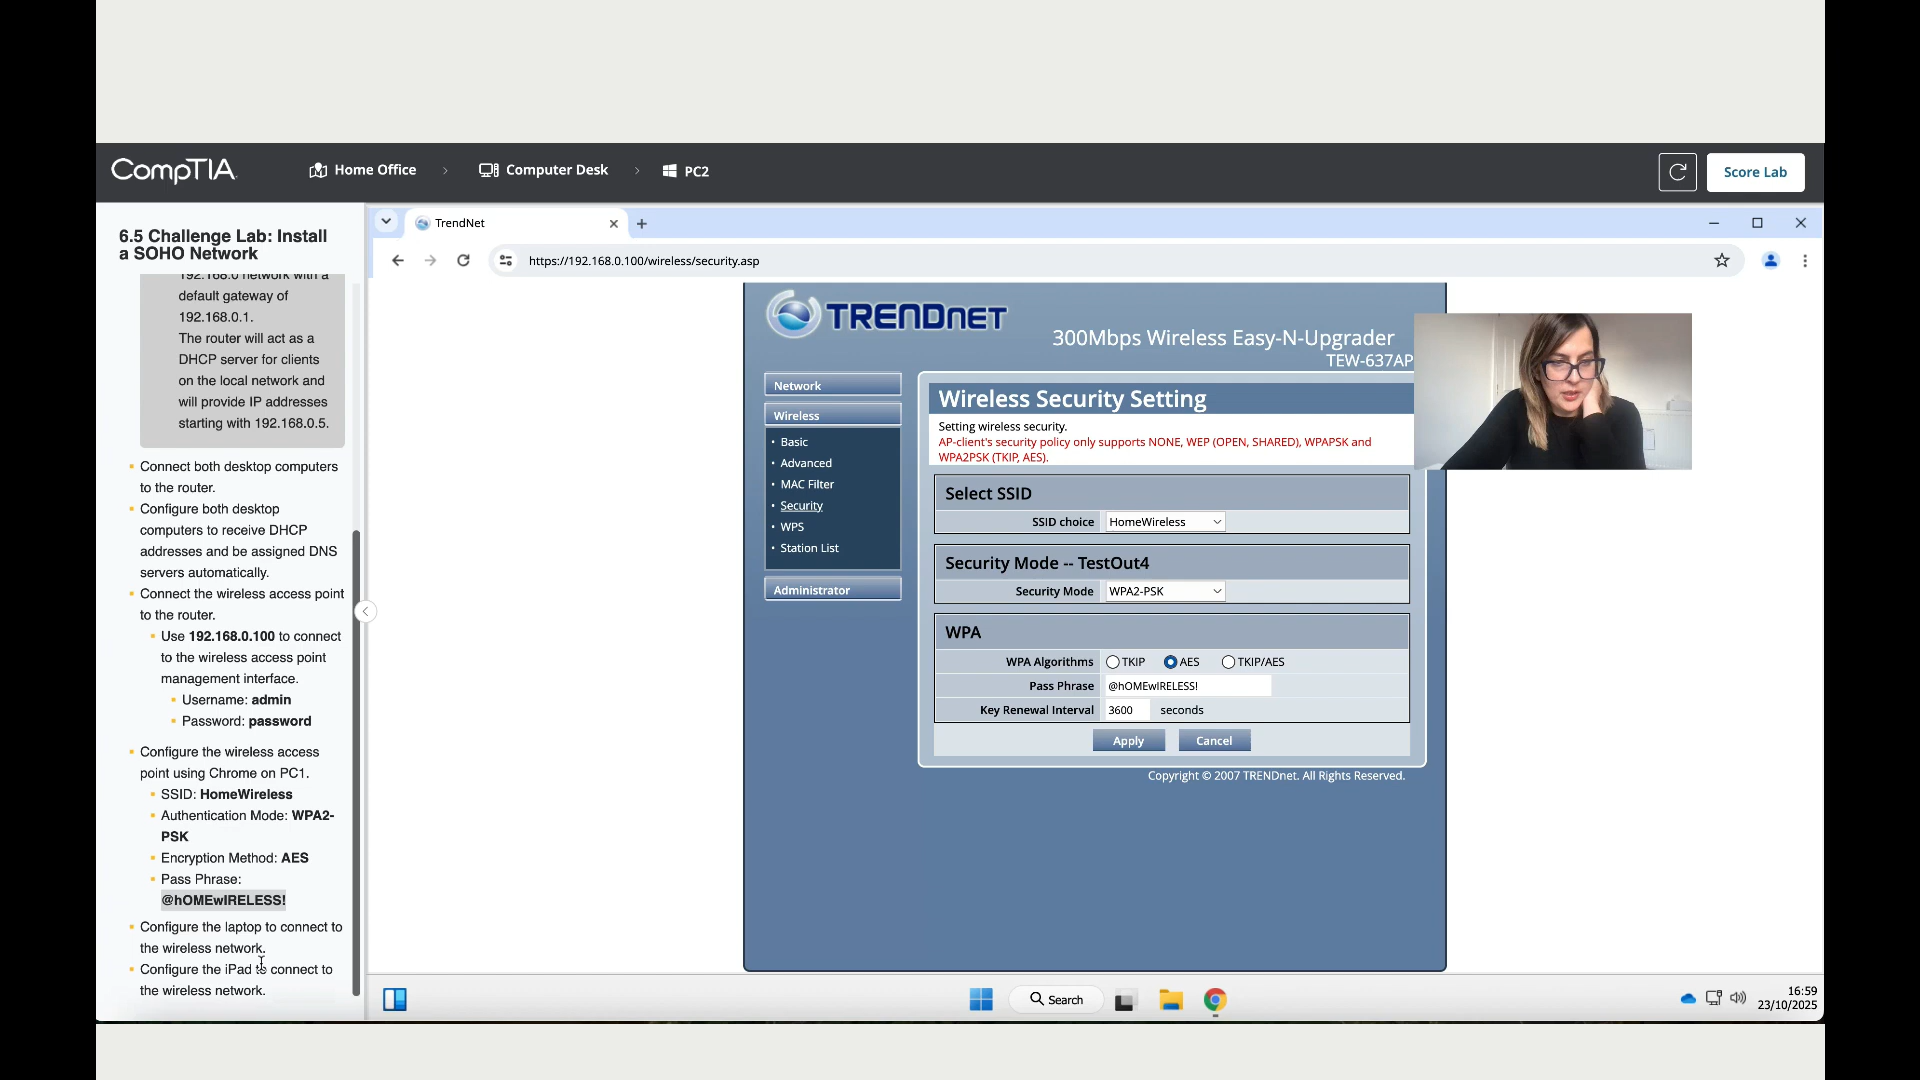 CompTIA.
Home Office
Computer Desk
PC2
Score Lab
6.5 Challenge Lab: Install
a SOHO Network
192.168.0 network with a
default gateway of
192.168.0.1.
The router will act as a
DHCP server for clients
on the local network and
will provide IP addresses
starting with 192.168.0.5.
Connect both desktop computers
to the router.
Configure both desktop
computers to receive DHCP
addresses and be assigned DNS
servers automatically.
Connect the wireless access point
to the router.
Use 192.168.0.100 to connect
to the wireless access point
management interface.
Username: admin
Password: password
Configure the wireless access
point using Chrome on PC1.
SSID: HomeWireless
Authentication Mode: WPA2-
PSK
Encryption Method: AES
Pass Phrase:
@hOMEwIRELESS!
Configure the laptop to connect to
the wireless network.
Configure the iPad to connect to
the wireless network.
TrendNet
https://192.168.0.100/wireless/security.asp
TRENDNET
300Mbps Wireless Easy-N-Upgrader
TEW-637AP
Network
Wireless
Basic
Advanced
MAC Filter
Security
WPS
Station List
Administrator
Wireless Security Setting
Setting wireless security.
AP-client's security policy only supports NONE, WEP (OPEN, SHARED), WPAPSK and
WPA2PSK (TKIP, AES).
Select SSID
SSID choice HomeWireless
Security Mode -- TestOut4
Security Mode WPA2-PSK
WPA
WPA Algorithms TKIP AES TKIP/AES
Pass Phrase @hOMEwIRELESS!
Key Renewal Interval 3600 seconds
Apply Cancel
Copyright © 2007 TRENDnet. All Rights Reserved.
Search
16:59
23/10/2025